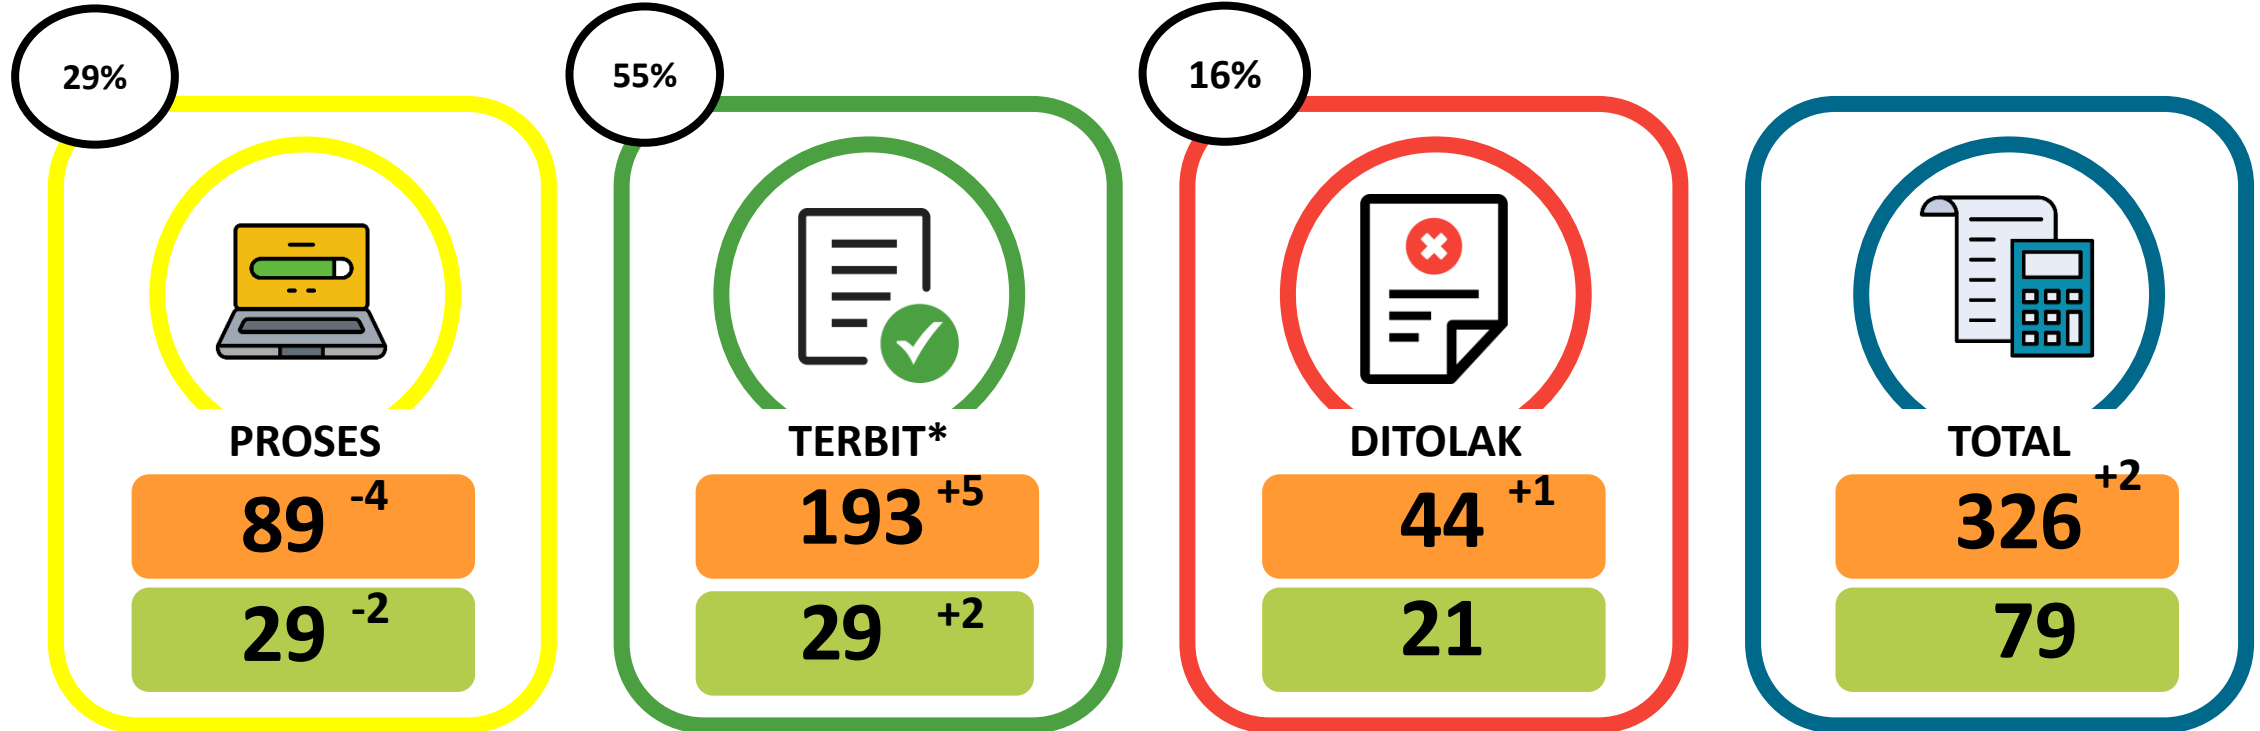 29%
55%
16%
PROSES
TERBIT*
DITOLAK
TOTAL
89 -4
193 +5
44 +1
326 +2
29 -2
29 +2
21
79